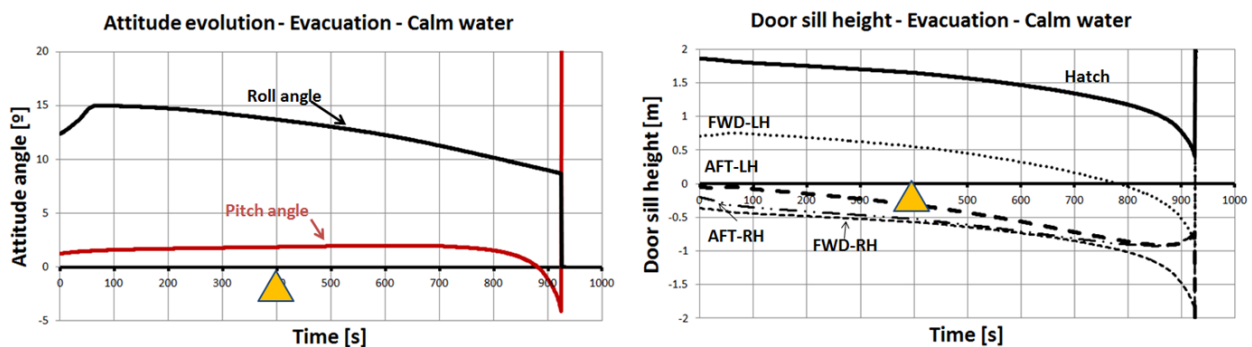 Attitude evolution - Evacuation - Calm water
20
15
10
5
0
-5
Attitude angle [º]
Roll angle
Pitch angle
0 100 200 300 400 500 600 700 800 900 1000
Time [s]
Door sill height - Evacuation - Calm water
2
1.5
1
0.5
0
-0.5
-1
-1.5
-2
Door sill height [m]
Hatch
FWD-LH
AFT-LH
AFT-RH
FWD-RH
0 100 200 300 400 500 600 700 800 900 1000
Time [s]